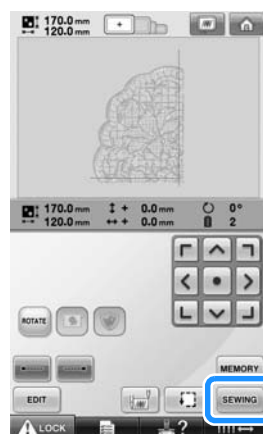 170.0 mm
120.0 mm
170.0 mm + 0.0 mm 0°
120.0 mm + 0.0 mm 2
ROTATE
MEMORY
EDIT SEWING
LOCK ?